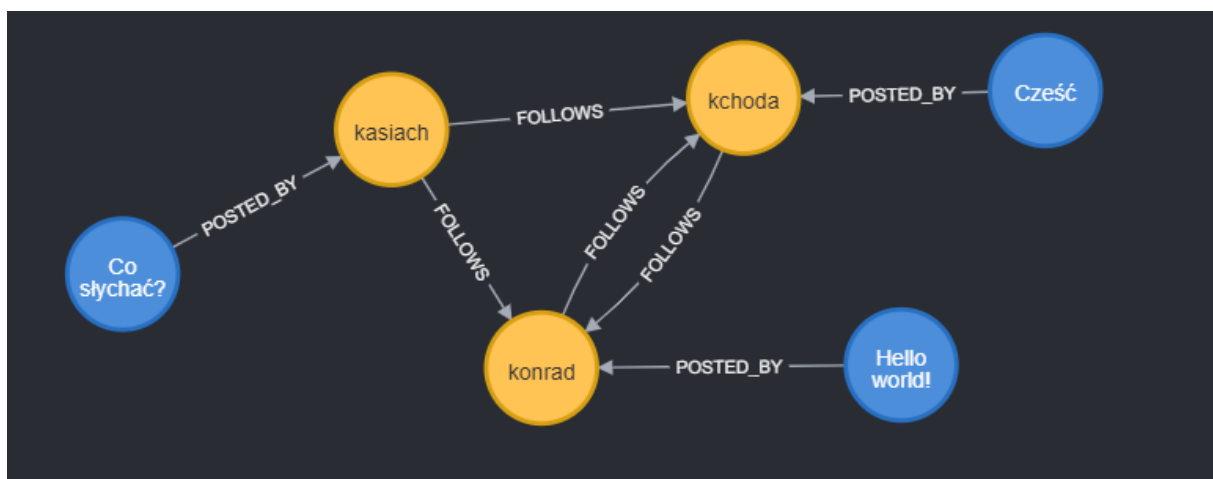 kasiach
FOLLOWS
kchoda
POSTED_BY
Cześć
POSTED_BY
FOLLOWS
FOLLOWS
FOLLOWS
Co
słychać?
konrad
POSTED_BY
Hello
world!